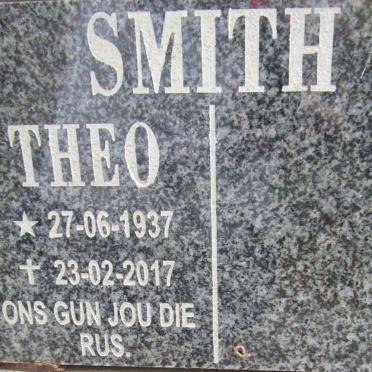 SMITH
THEO
★ 27-06-1937
✝ 23-02-2017
ONS GUN JOU DIE
RUS.